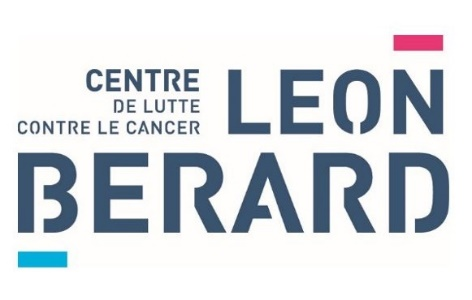 CENTRE
DE LUTTE
CONTRE LE CANCER
LEON
BERARD